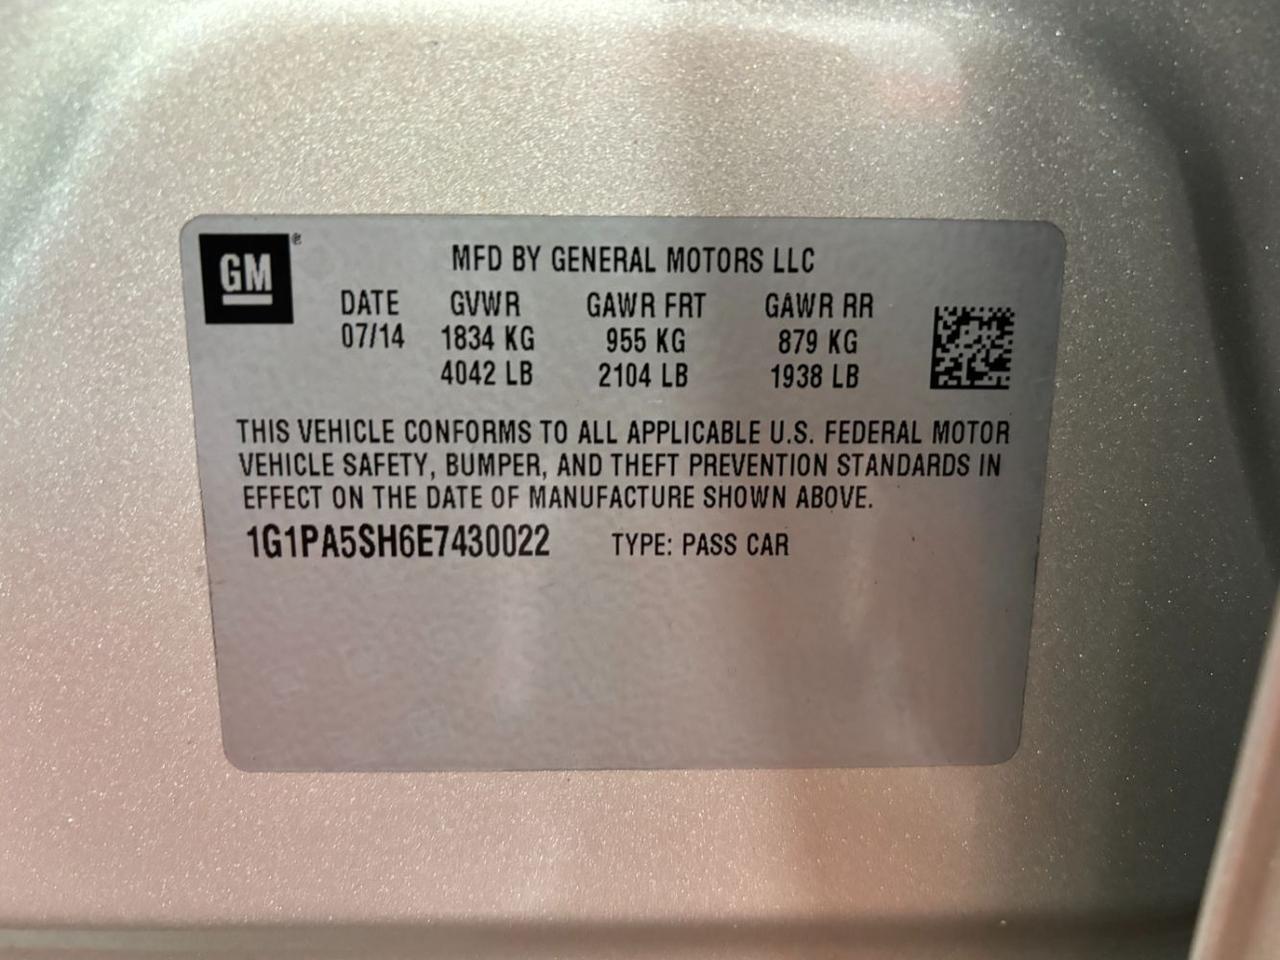 GM ®
MFD BY GENERAL MOTORS LLC
DATE GVWR GAWR FRT GAWR RR
07/14 1834 KG 955 KG 879 KG
4042 LB 2104 LB 1938 LB
THIS VEHICLE CONFORMS TO ALL APPLICABLE U.S. FEDERAL MOTOR
VEHICLE SAFETY, BUMPER, AND THEFT PREVENTION STANDARDS IN
EFFECT ON THE DATE OF MANUFACTURE SHOWN ABOVE.
1G1PA5SH6E7430022 TYPE: PASS CAR